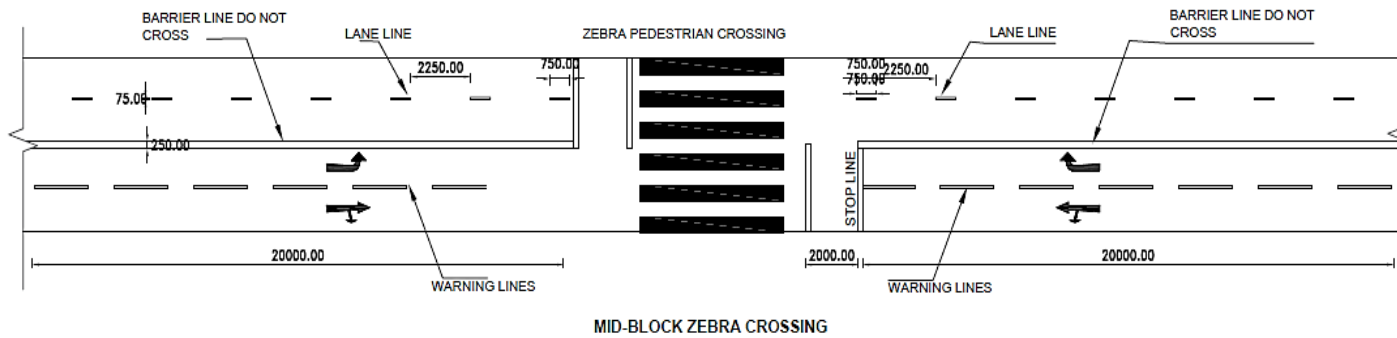 BARRIER LINE DO NOT
CROSS
LANE LINE
ZEBRA PEDESTRIAN CROSSING
LANE LINE
BARRIER LINE DO NOT
CROSS
2250.00
750.00
750.00
2250.00
750.00
75.00
250.00
STOP LINE
20000.00
2000.00
20000.00
WARNING LINES
WARNING LINES
MID-BLOCK ZEBRA CROSSING